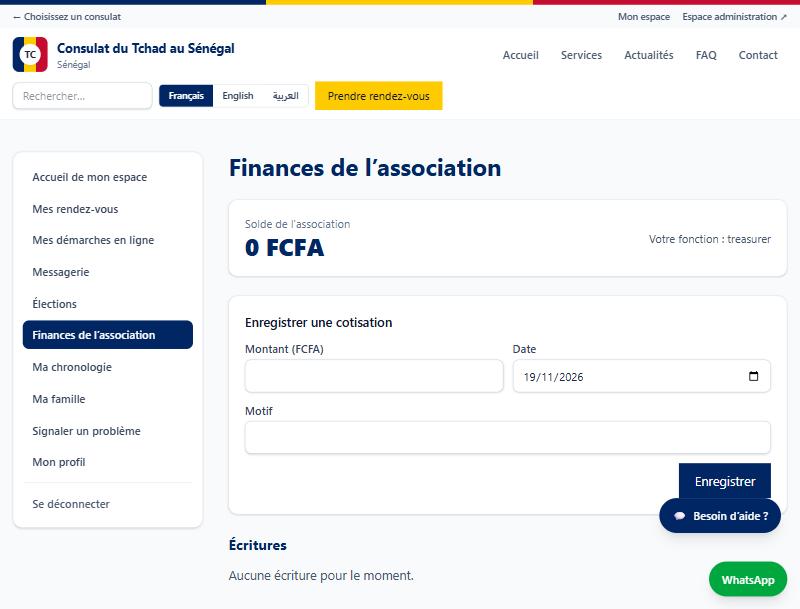 ← Choisissez un consulat
Mon espace
Espace administration ↗
TC
Consulat du Tchad au Sénégal
Sénégal
Accueil
Services
Actualités
FAQ
Contact
Rechercher...
Français
English
العربية
Prendre rendez-vous
Accueil de mon espace
Mes rendez-vous
Mes démarches en ligne
Messagerie
Élections
Finances de l’association
Ma chronologie
Ma famille
Signaler un problème
Mon profil
Se déconnecter
Finances de l’association
Solde de l’association
0 FCFA
Votre fonction : treasurer
Enregistrer une cotisation
Montant (FCFA)
Date
19/11/2026
Motif
Enregistrer
Besoin d’aide ?
Écritures
Aucune écriture pour le moment.
WhatsApp